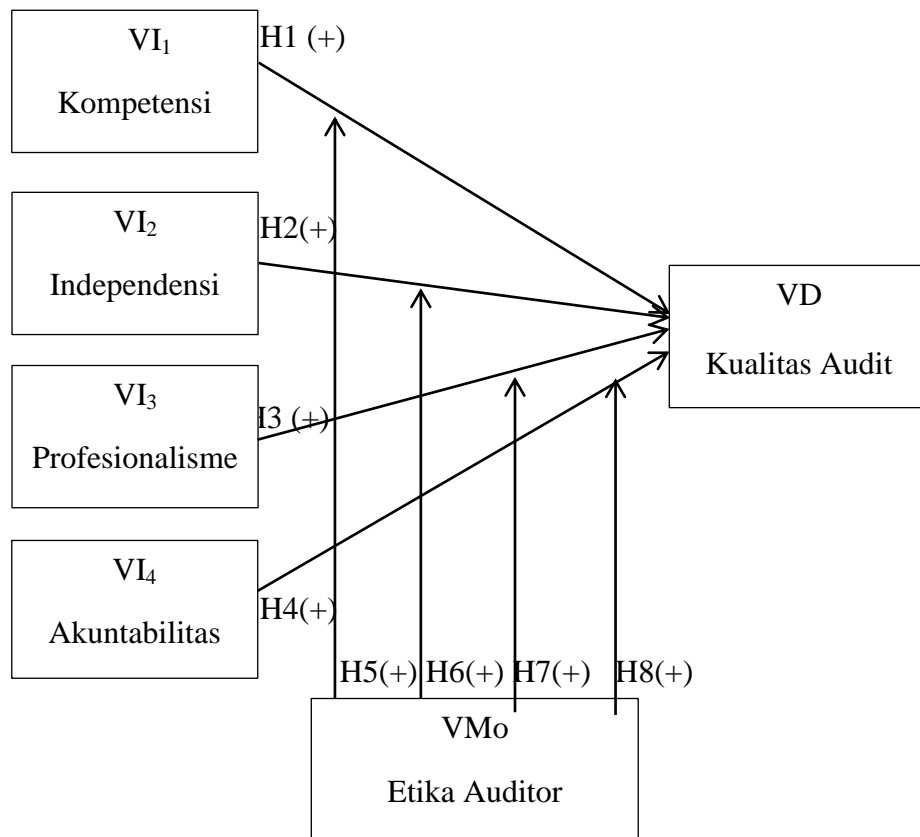 VI₁
Kompetensi
H1 (+)
VI₂
Independensi
H2(+)
VI₃
Profesionalisme
H3 (+)
VI₄
Akuntabilitas
H4(+)
VD
Kualitas Audit
H5(+) H6(+) H7(+) H8(+)
VMo
Etika Auditor